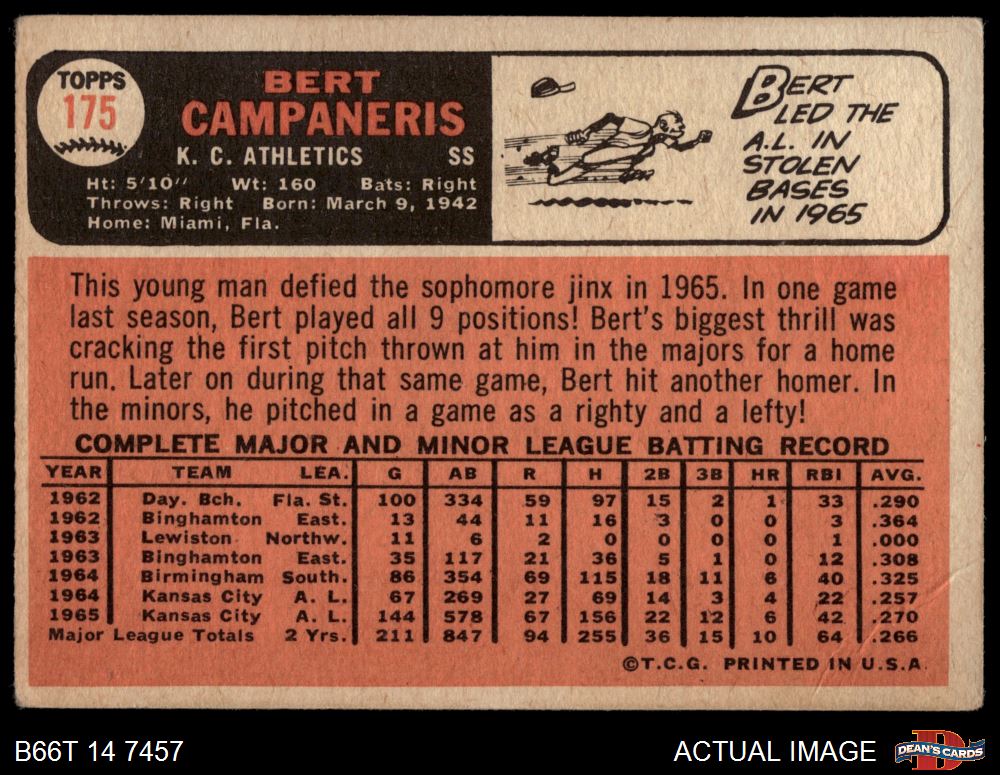 TOPPS
175
BERT
CAMPANERIS
K. C. ATHLETICS SS
Ht: 5'10" Wt: 160 Bats: Right
Throws: Right Born: March 9, 1942
Home: Miami, Fla.
BERT
LED THE
A.L. IN
STOLEN
BASES
IN 1965
This young man defied the sophomore jinx in 1965. In one game
last season, Bert played all 9 positions! Bert's biggest thrill was
cracking the first pitch thrown at him in the majors for a home
run. Later on during that same game, Bert hit another homer. In
the minors, he pitched in a game as a righty and a lefty!
COMPLETE MAJOR AND MINOR LEAGUE BATTING RECORD
YEAR TEAM LEA. G AB R H 2B 3B HR RBI AVG.
1962 Day. Bch. Fla. St. 100 334 59 97 15 2 1 33 .290
1962 Binghamton East. 13 44 11 16 3 0 0 3 .364
1963 Lewiston Northw. 11 6 2 0 0 0 0 1 .000
1963 Binghamton East. 35 117 21 36 5 1 0 12 .308
1964 Birmingham South. 86 354 69 115 18 11 6 40 .325
1964 Kansas City A. L. 67 269 27 69 14 3 4 22 .257
1965 Kansas City A. L. 144 578 67 156 22 12 6 42 .270
Major League Totals 2 Yrs. 211 847 94 255 36 15 10 64 .266
©T.C.G. PRINTED IN U.S.A.
B66T 14 7457
ACTUAL IMAGE
DEAN'S CARDS